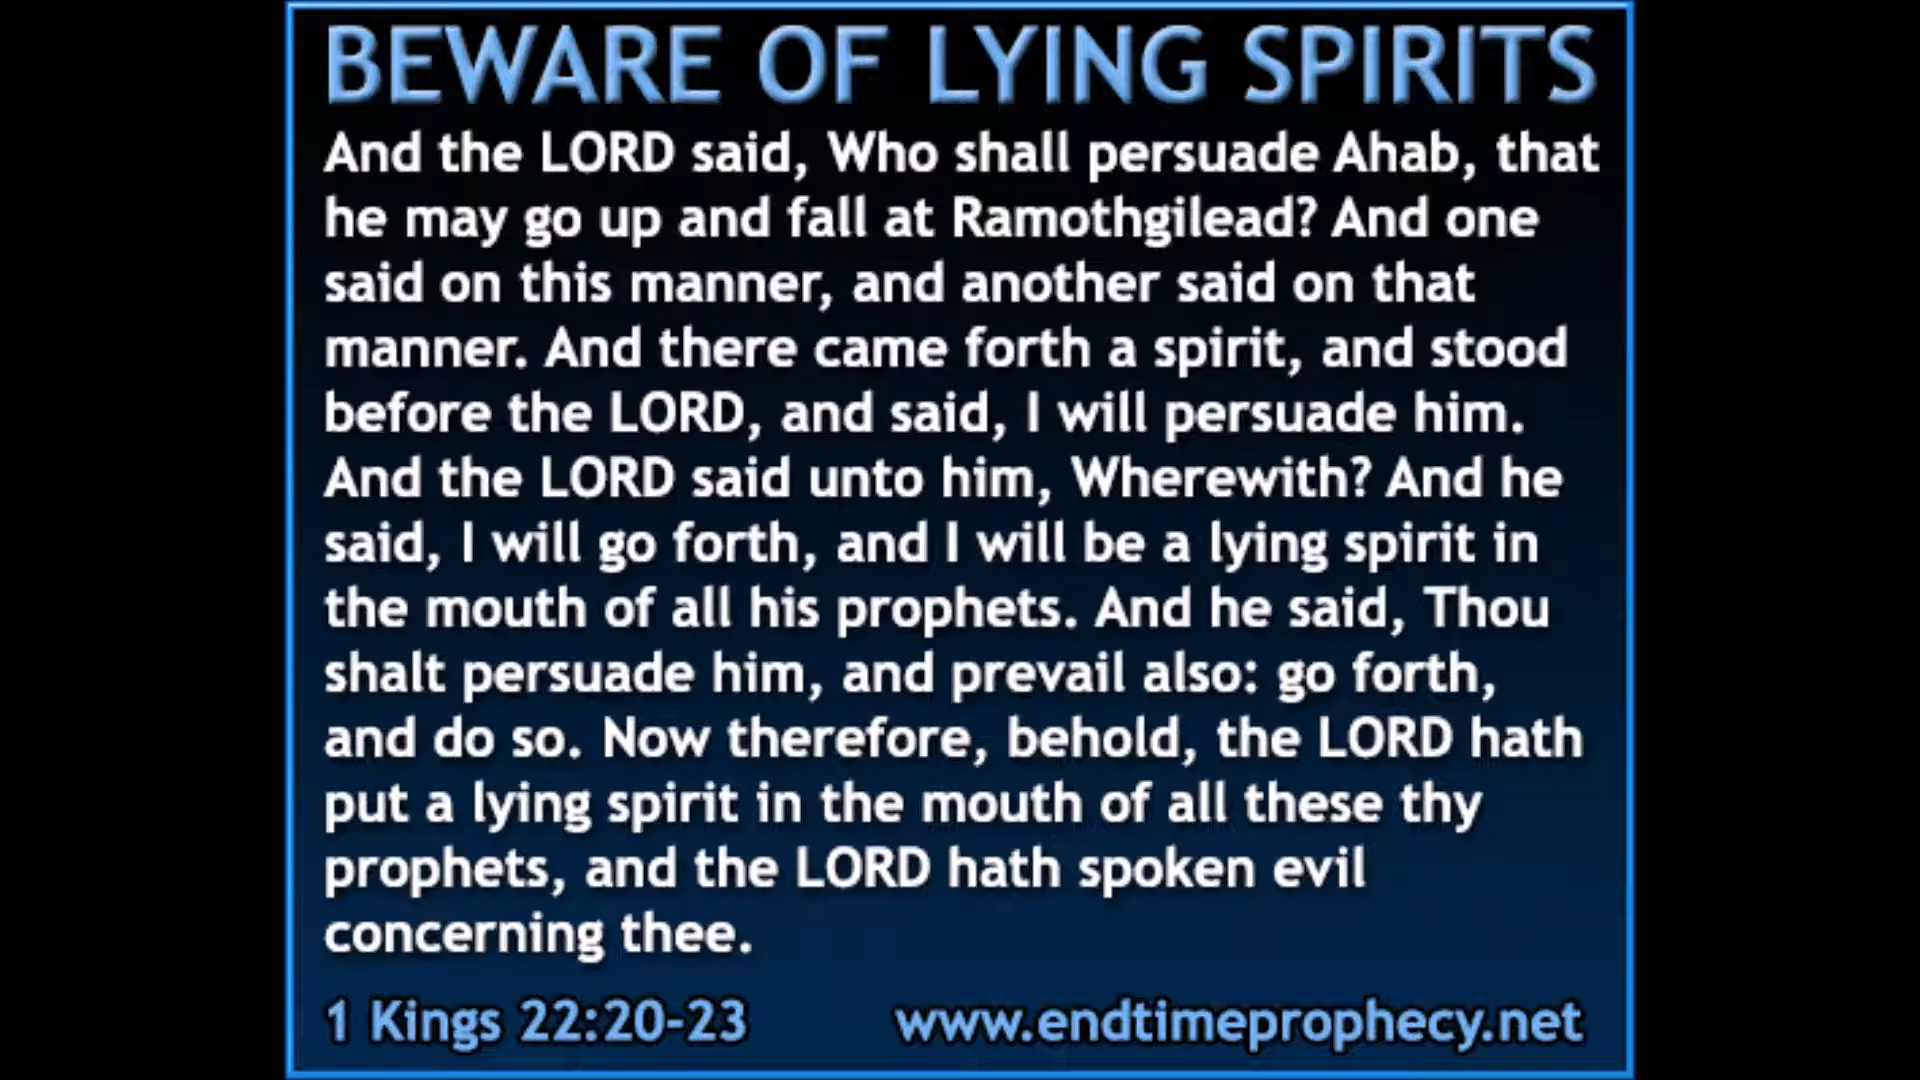 BEWARE OF LYING SPIRITS
And the LORD said, Who shall persuade Ahab, that
he may go up and fall at Ramothgilead? And one
said on this manner, and another said on that
manner. And there came forth a spirit, and stood
before the LORD, and said, I will persuade him.
And the LORD said unto him, Wherewith? And he
said, I will go forth, and I will be a lying spirit in
the mouth of all his prophets. And he said, Thou
shalt persuade him, and prevail also: go forth,
and do so. Now therefore, behold, the LORD hath
put a lying spirit in the mouth of all these thy
prophets, and the LORD hath spoken evil
concerning thee.
1 Kings 22:20-23 www.endtimeprophecy.net